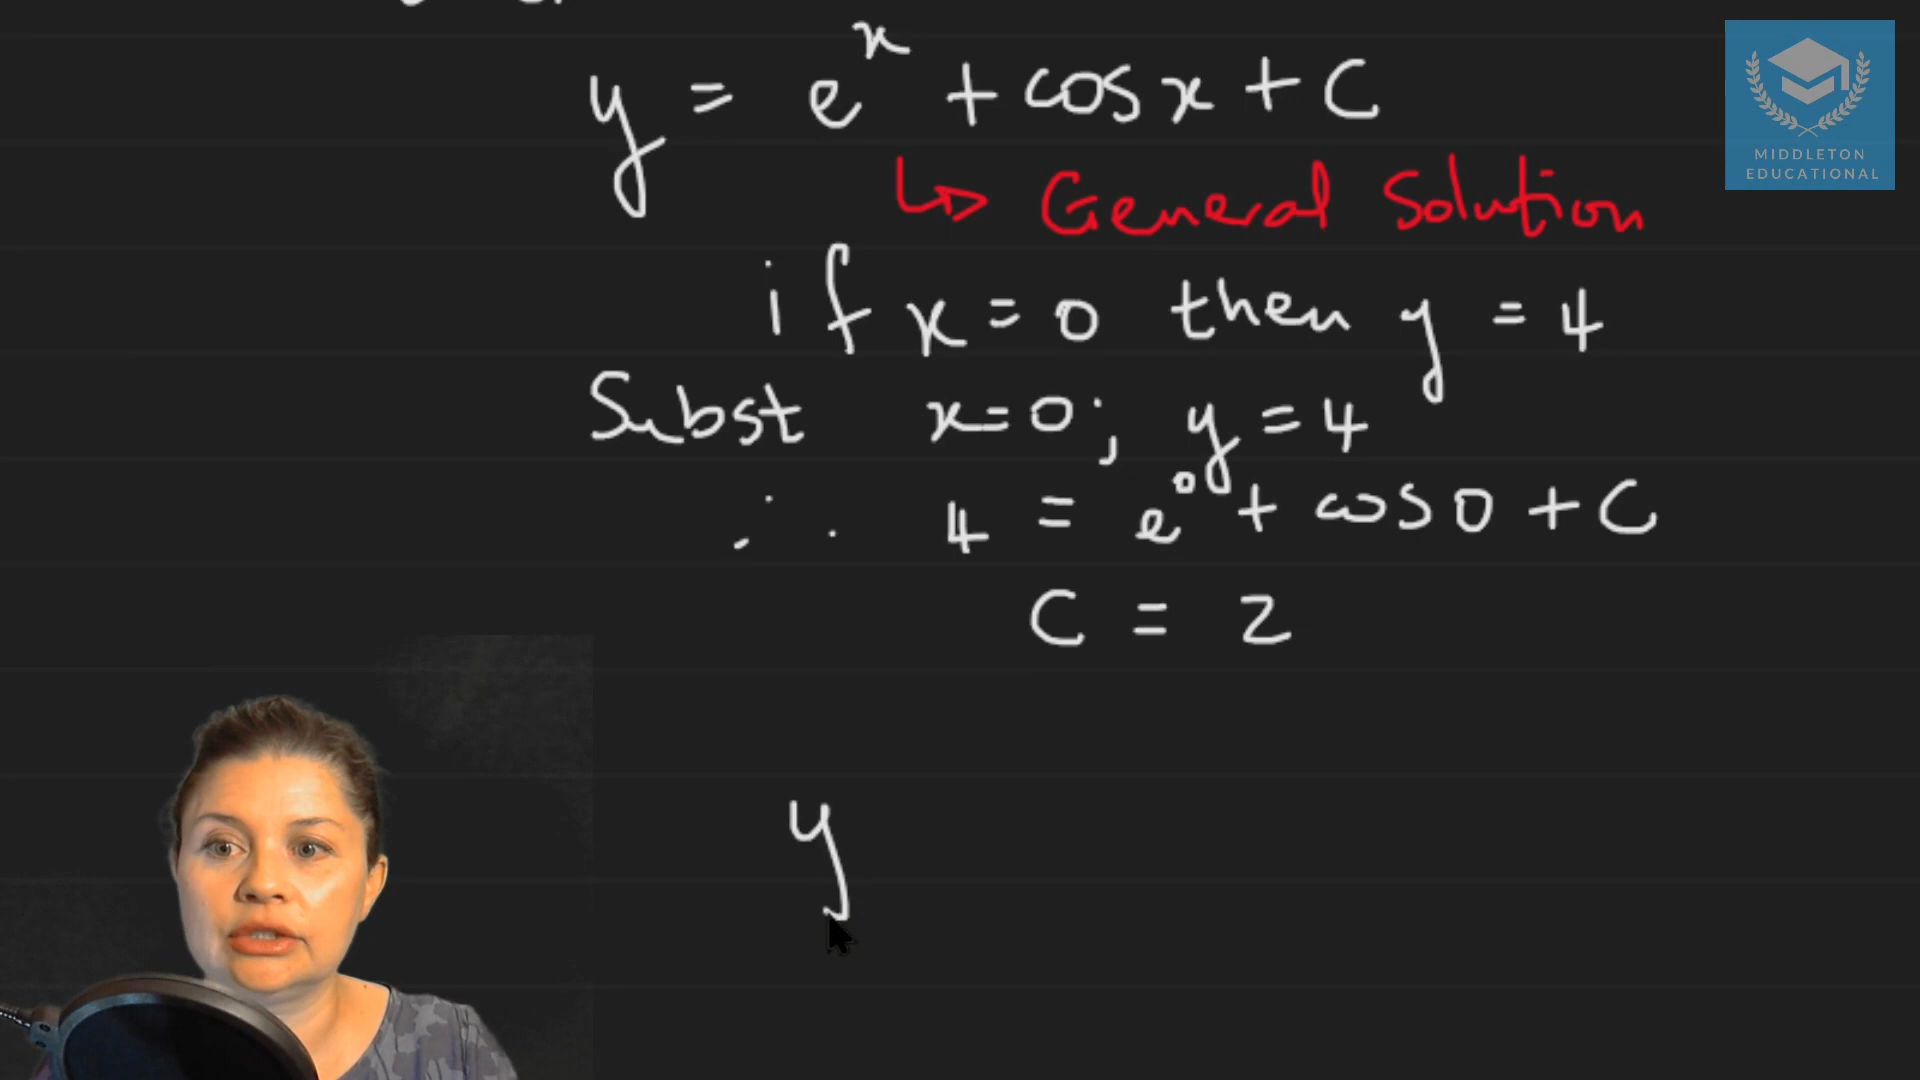 y = e^x + cos x + C
↳ General Solution
if x = 0 then y = 4
Subst x = 0; y = 4
∴ 4 = e^0 + cos 0 + C
C = 2
y
MIDDLETON
EDUCATIONAL